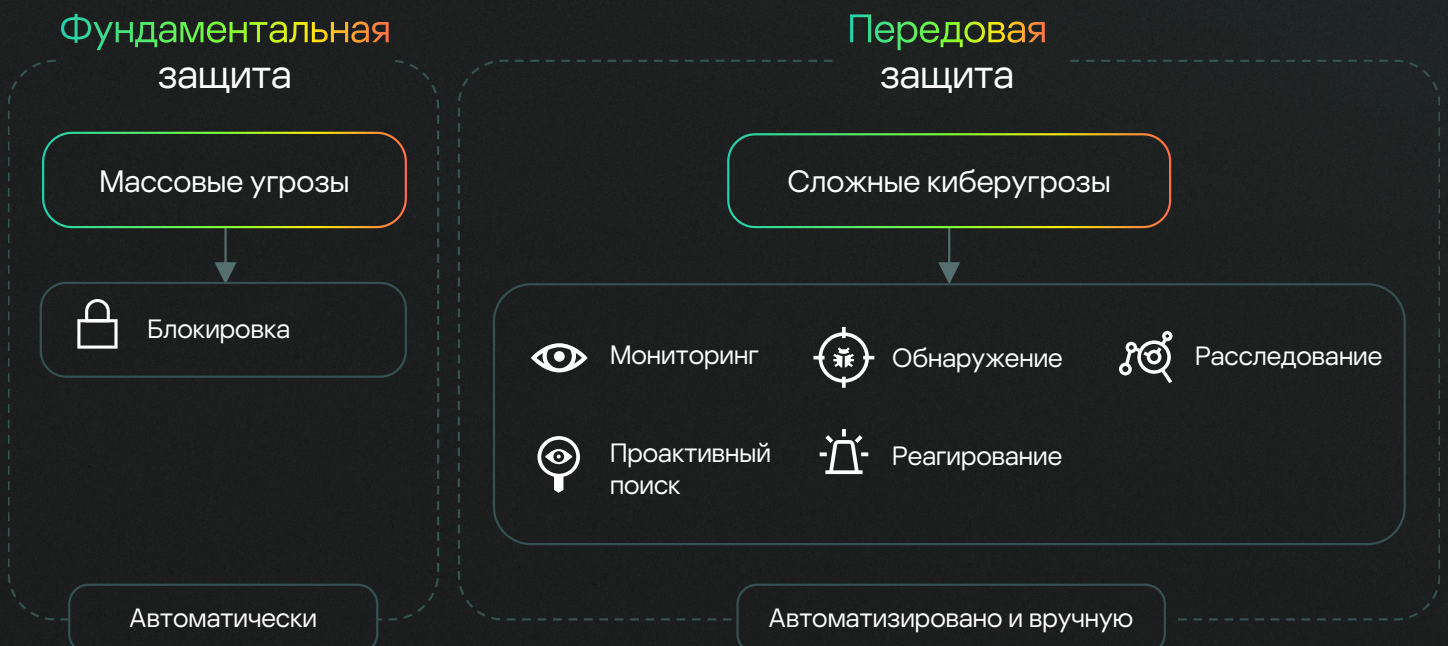 Фундаментальная
защита
Массовые угрозы
Блокировка
Автоматически
Передовая
защита
Сложные киберугрозы
Мониторинг
Обнаружение
Расследование
Проактивный
поиск
Реагирование
Автоматизировано и вручную